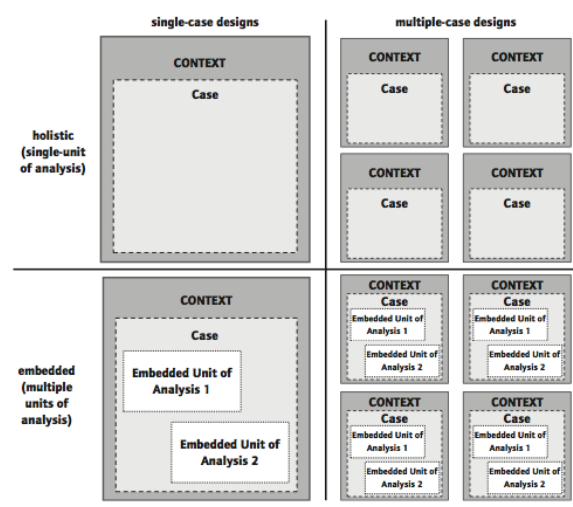 single-case designs
multiple-case designs
holistic
(single-unit
of analysis)
CONTEXT
Case
CONTEXT
Case
CONTEXT
Case
CONTEXT
Case
CONTEXT
Case
embedded
(multiple
units of
analysis)
CONTEXT
Case
Embedded Unit of
Analysis 1
Embedded Unit of
Analysis 2
CONTEXT
Case
Embedded Unit of
Analysis 1
Embedded Unit of
Analysis 2
CONTEXT
Case
Embedded Unit of
Analysis 1
Embedded Unit of
Analysis 2
CONTEXT
Case
Embedded Unit of
Analysis 1
Embedded Unit of
Analysis 2
CONTEXT
Case
Embedded Unit of
Analysis 1
Embedded Unit of
Analysis 2